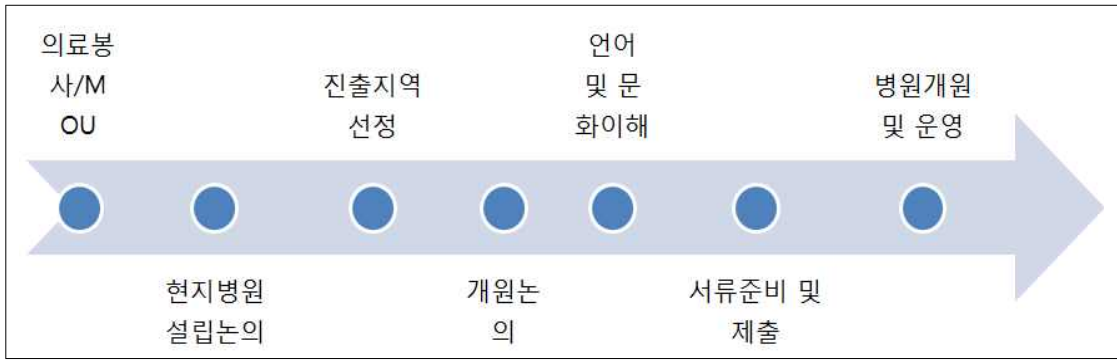 의료봉
사/M
OU
현지병원
설립논의
진출지역
선정
개원논
의
언어
및 문
화이해
서류준비 및
제출
병원개원
및 운영